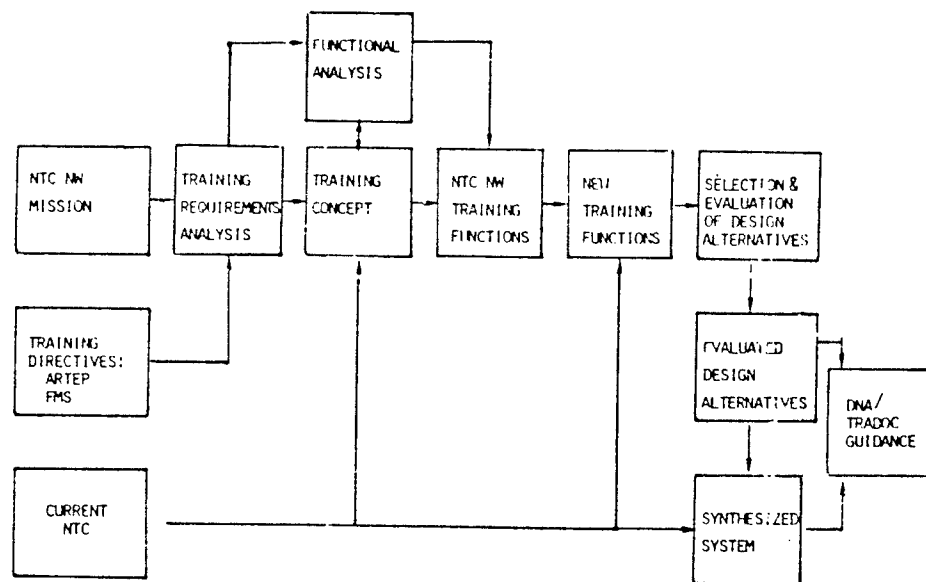 FUNCTIONAL
ANALYSIS
NTC NW
MISSION
TRAINING
REQUIREMENTS
ANALYSIS
TRAINING
CONCEPT
NTC NW
TRAINING
FUNCTIONS
NEW
TRAINING
FUNCTIONS
SELECTION &
EVALUATION
OF DESIGN
ALTERNATIVES
TRAINING
DIRECTIVES:
ARTEP
FMS
EVALUATED
DESIGN
ALTERNATIVES
DNA/
TRADOC
GUIDANCE
CURRENT
NTC
SYNTHESIZED
SYSTEM